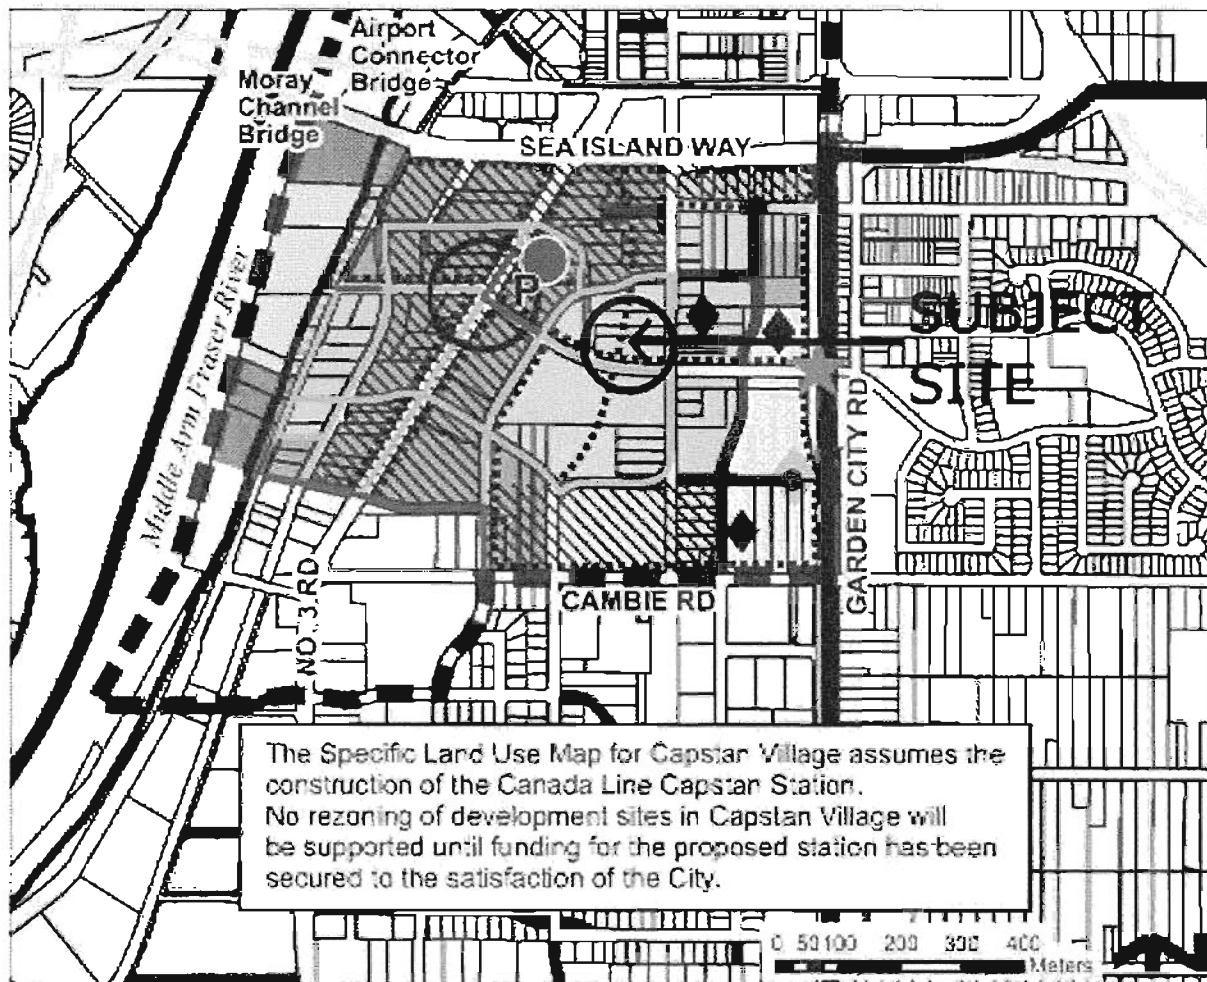 Airport
Connector
Bridge
Moray
Channel
Bridge
SEA ISLAND WAY
Middle Arm Fraser River
P
SUBJECT
SITE
GARDEN CITY RD
NO. 3 RD
CAMBIE RD
The Specific Land Use Map for Capstan Village assumes the
construction of the Canada Line Capstan Station.
No rezoning of development sites in Capstan Village will
be supported until funding for the proposed station has been
secured to the satisfaction of the City.
0 50 100 200 300 400
Meters